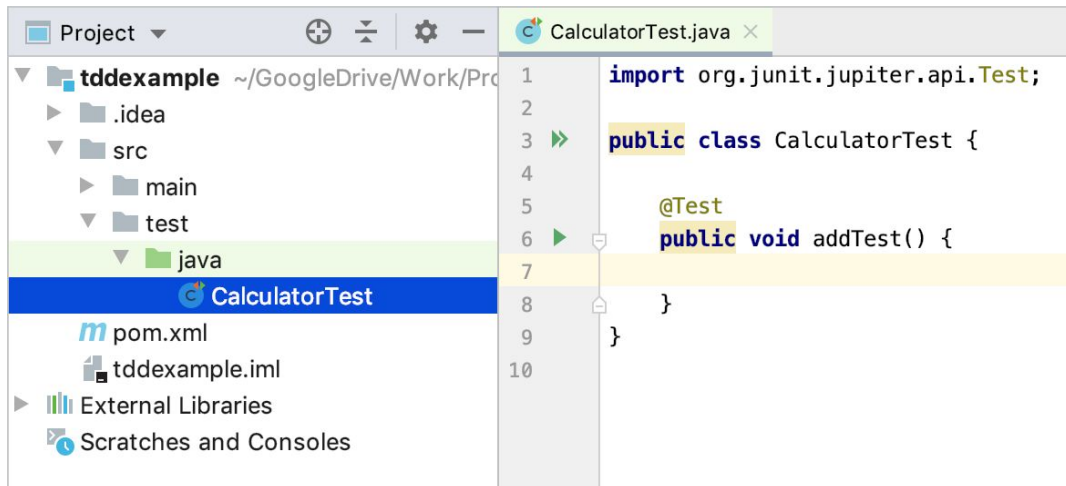 Project
tddexample ~/GoogleDrive/Work/Pro
.idea
src
main
test
java
CalculatorTest
pom.xml
tddexample.iml
External Libraries
Scratches and Consoles
CalculatorTest.java
1 import org.junit.jupiter.api.Test;
2
3 public class CalculatorTest {
4
5 @Test
6 public void addTest() {
7
8 }
9 }
10